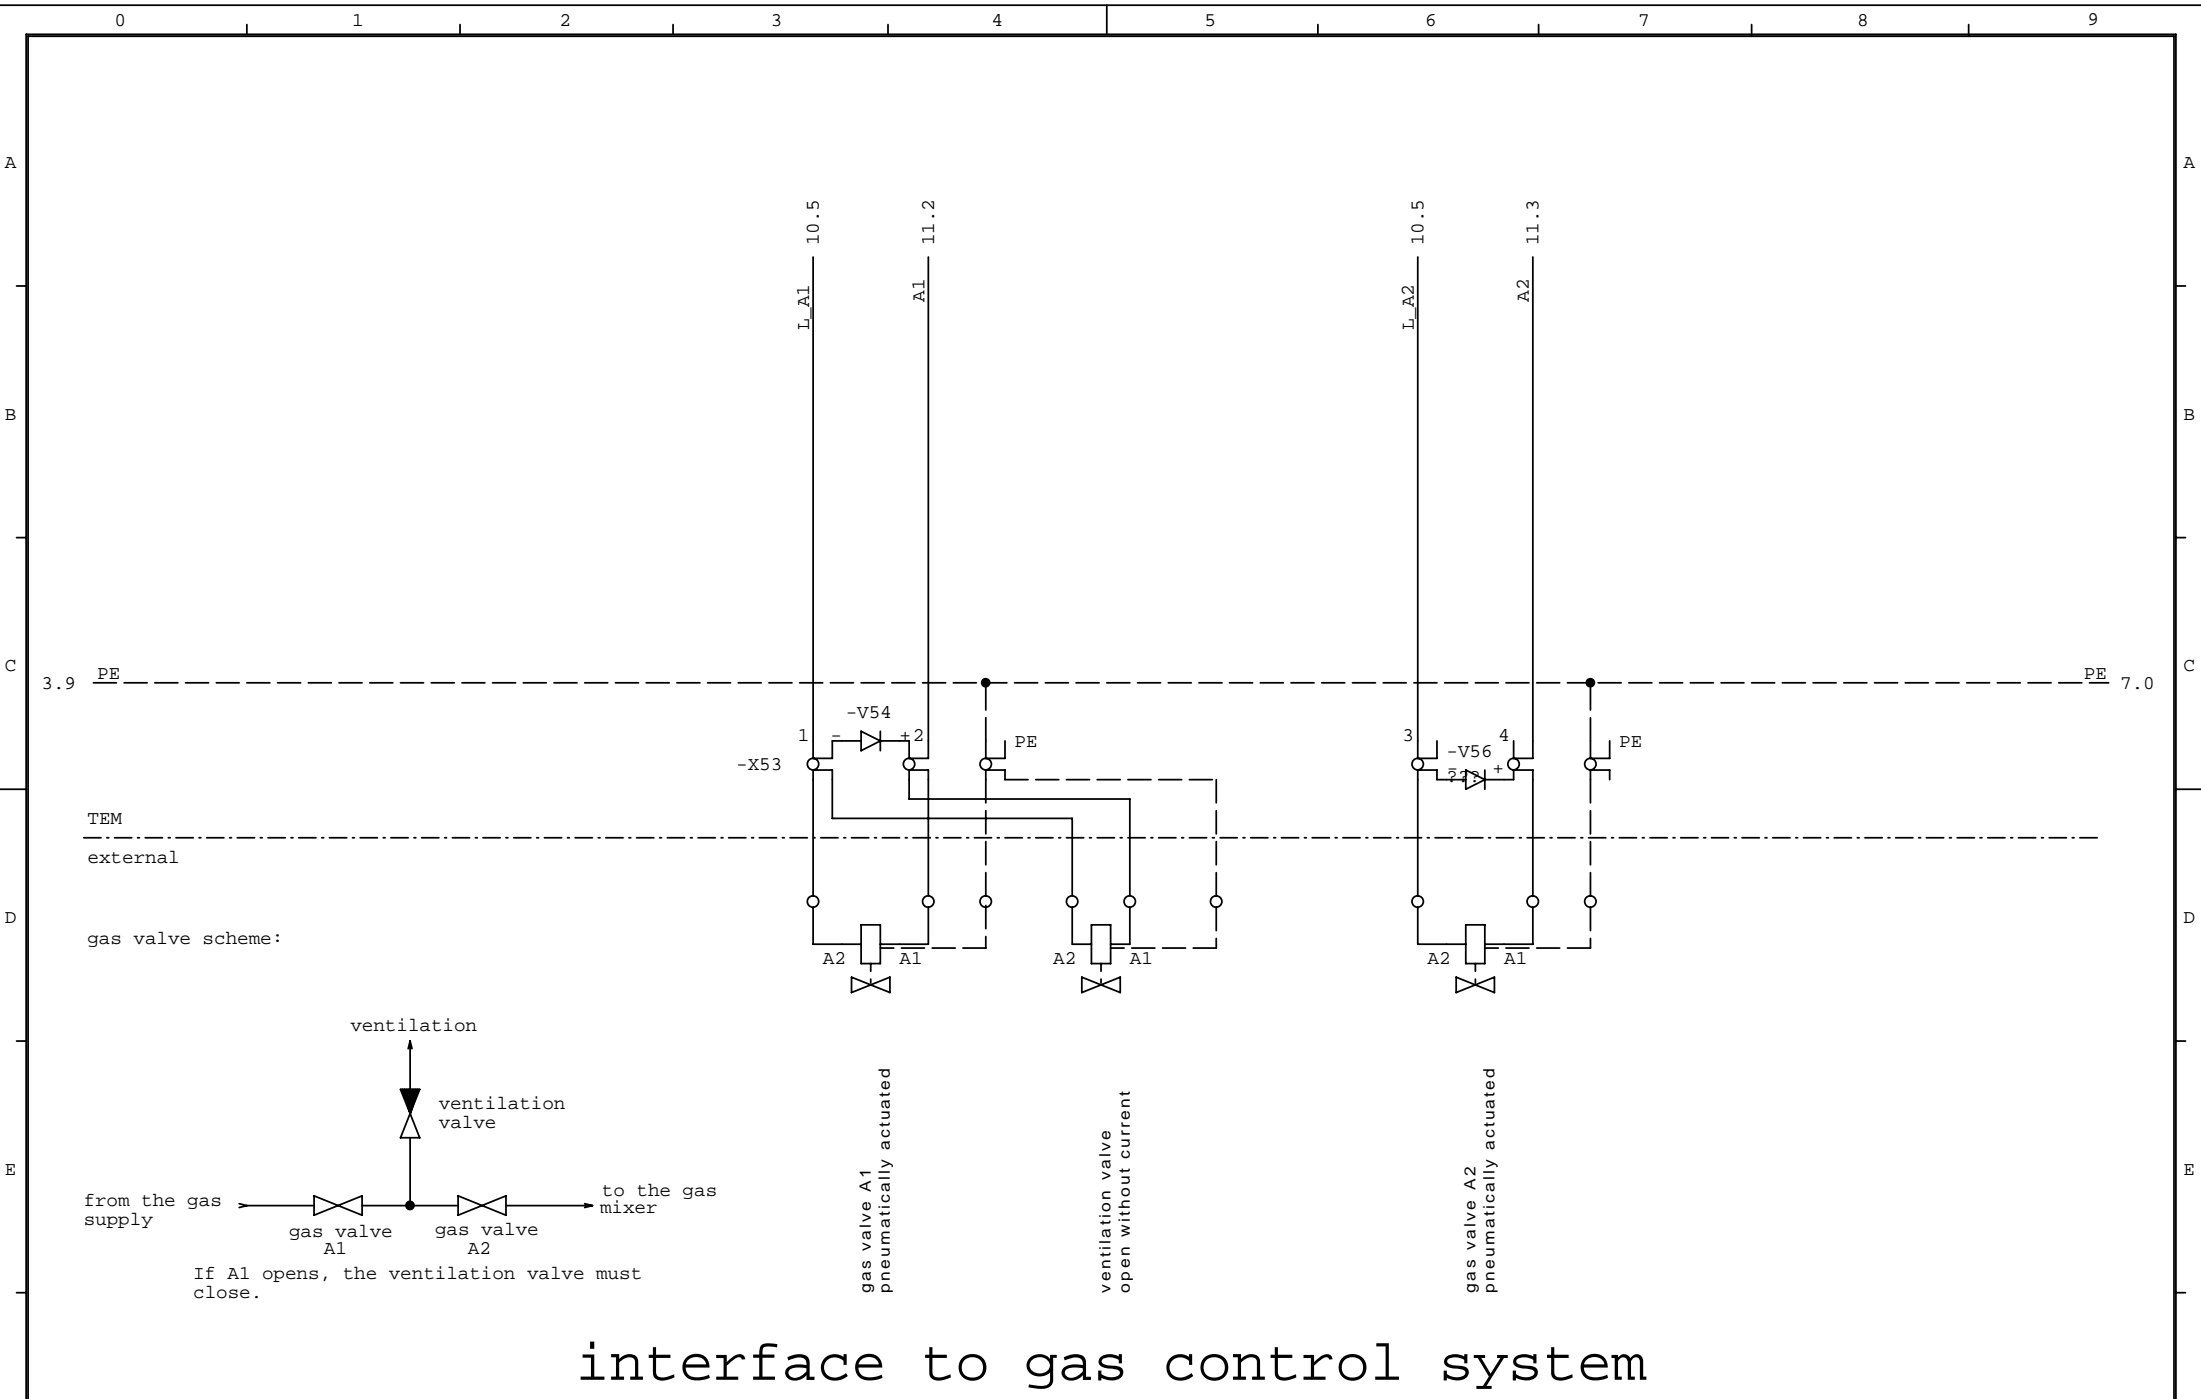 0 1 2 3 4 5 6 7 8 9
A A
10.5 11.2 10.5 11.3
L_A1 A1 L_A2 A2
B B
C C
3.9 PE PE 7.0
-V54
1 - + 2 PE 3 4 PE
-V56
-X53
- ??? +
TEM
external
D D
gas valve scheme:
A2 A1 A2 A1 A2 A1
ventilation
ventilation
valve
E E
from the gas
supply
to the gas
mixer
gas valve
A1
gas valve
A2
If A1 opens, the ventilation valve must
close.
gas valve A1
pneumatically actuated
ventilation valve
open without current
gas valve A2
pneumatically actuated
interface to gas control system